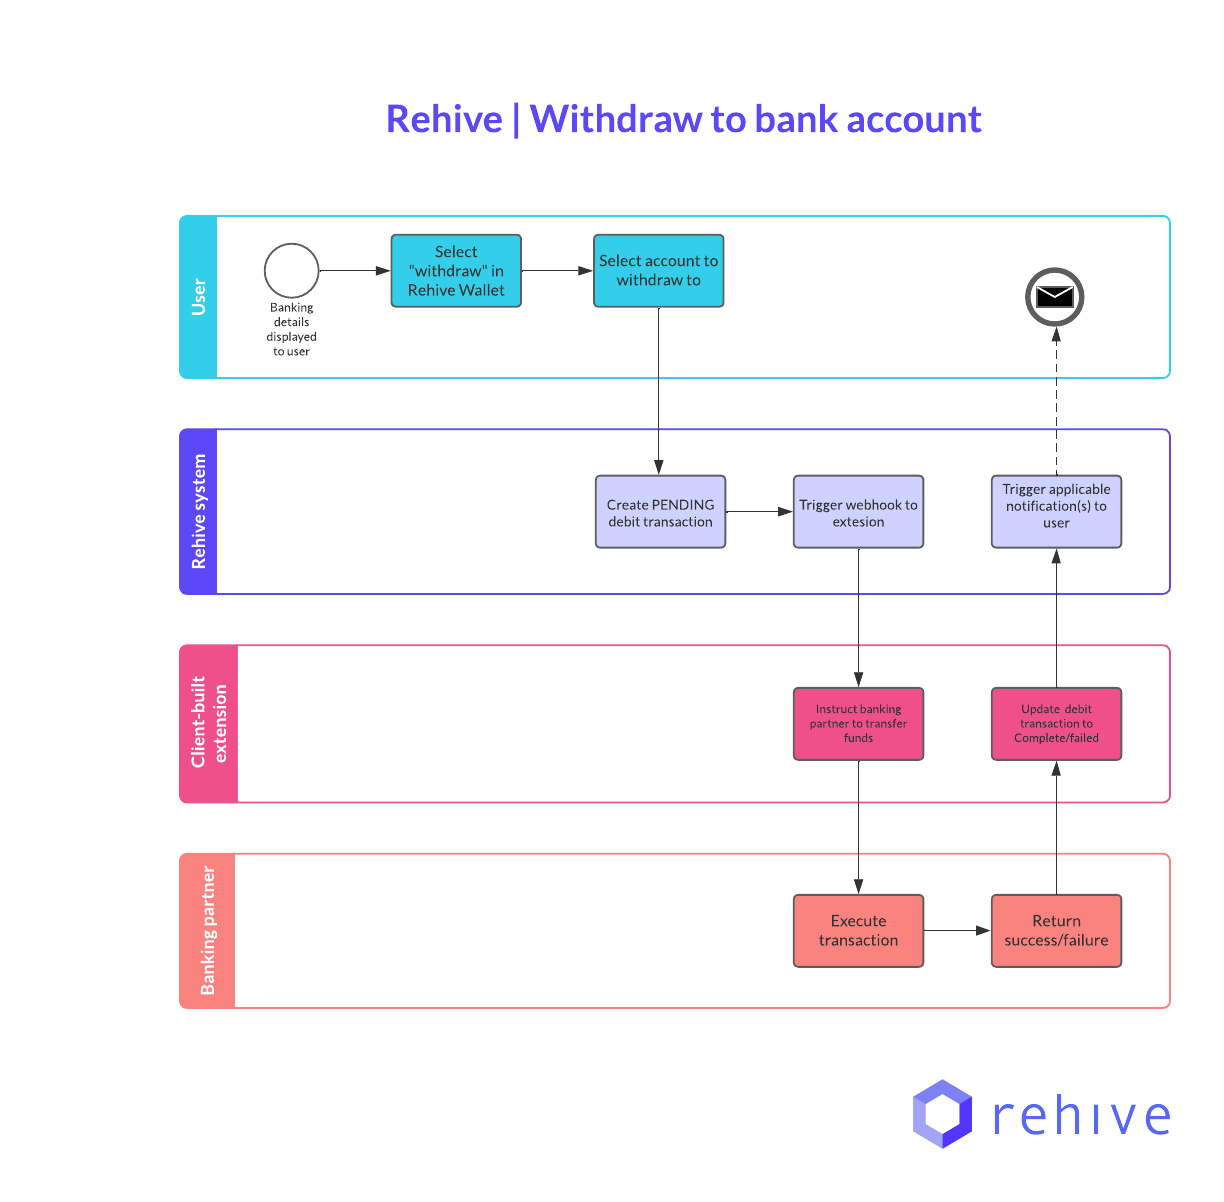 Rehive | Withdraw to bank account
User
Banking
details
displayed
to user
Select
"withdraw" in
Rehive Wallet
Select account to
withdraw to
Rehive system
Create PENDING
debit transaction
Trigger webhook to
extesion
Trigger applicable
notification(s) to
user
Client-built
extension
Instruct banking
partner to transfer
funds
Update debit
transaction to
Complete/failed
Banking partner
Execute
transaction
Return
success/failure
rehive